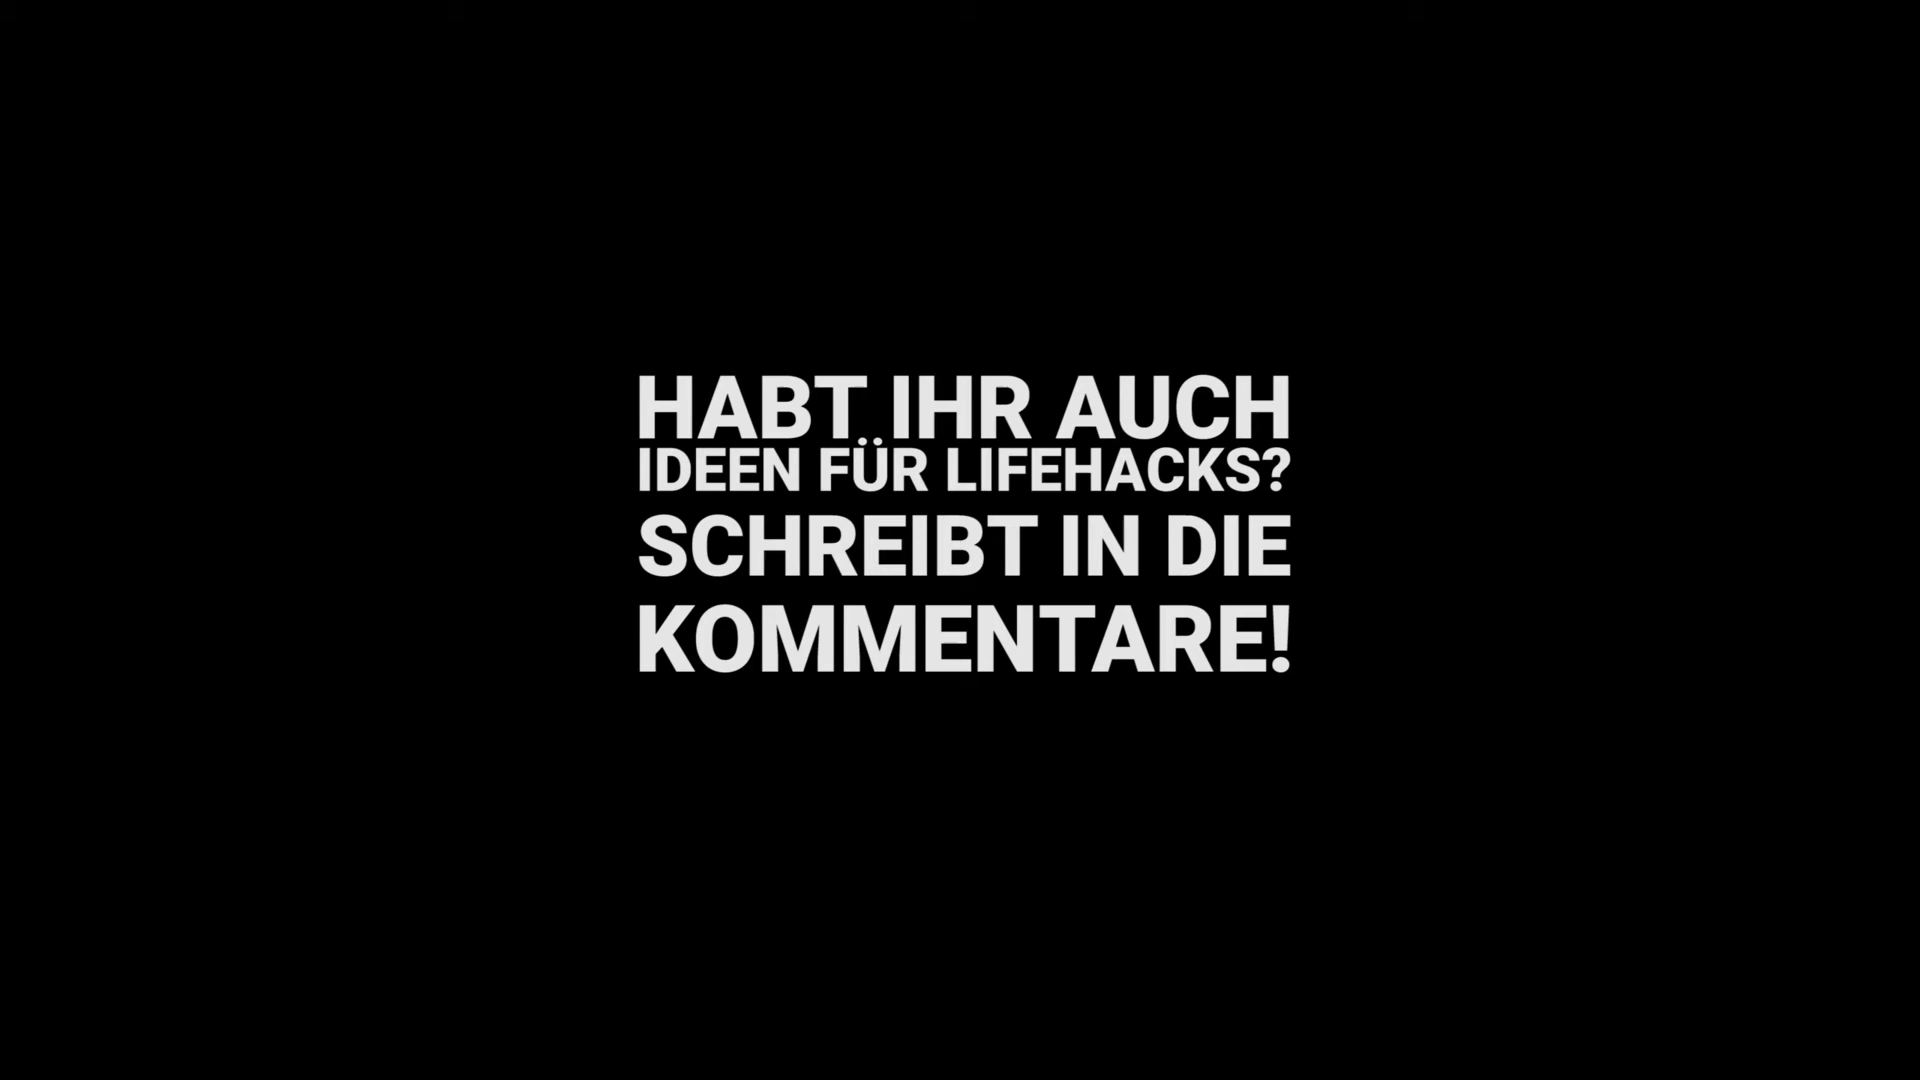 HABT IHR AUCH
IDEEN FÜR LIFEHACKS?
SCHREIBT IN DIE
KOMMENTARE!